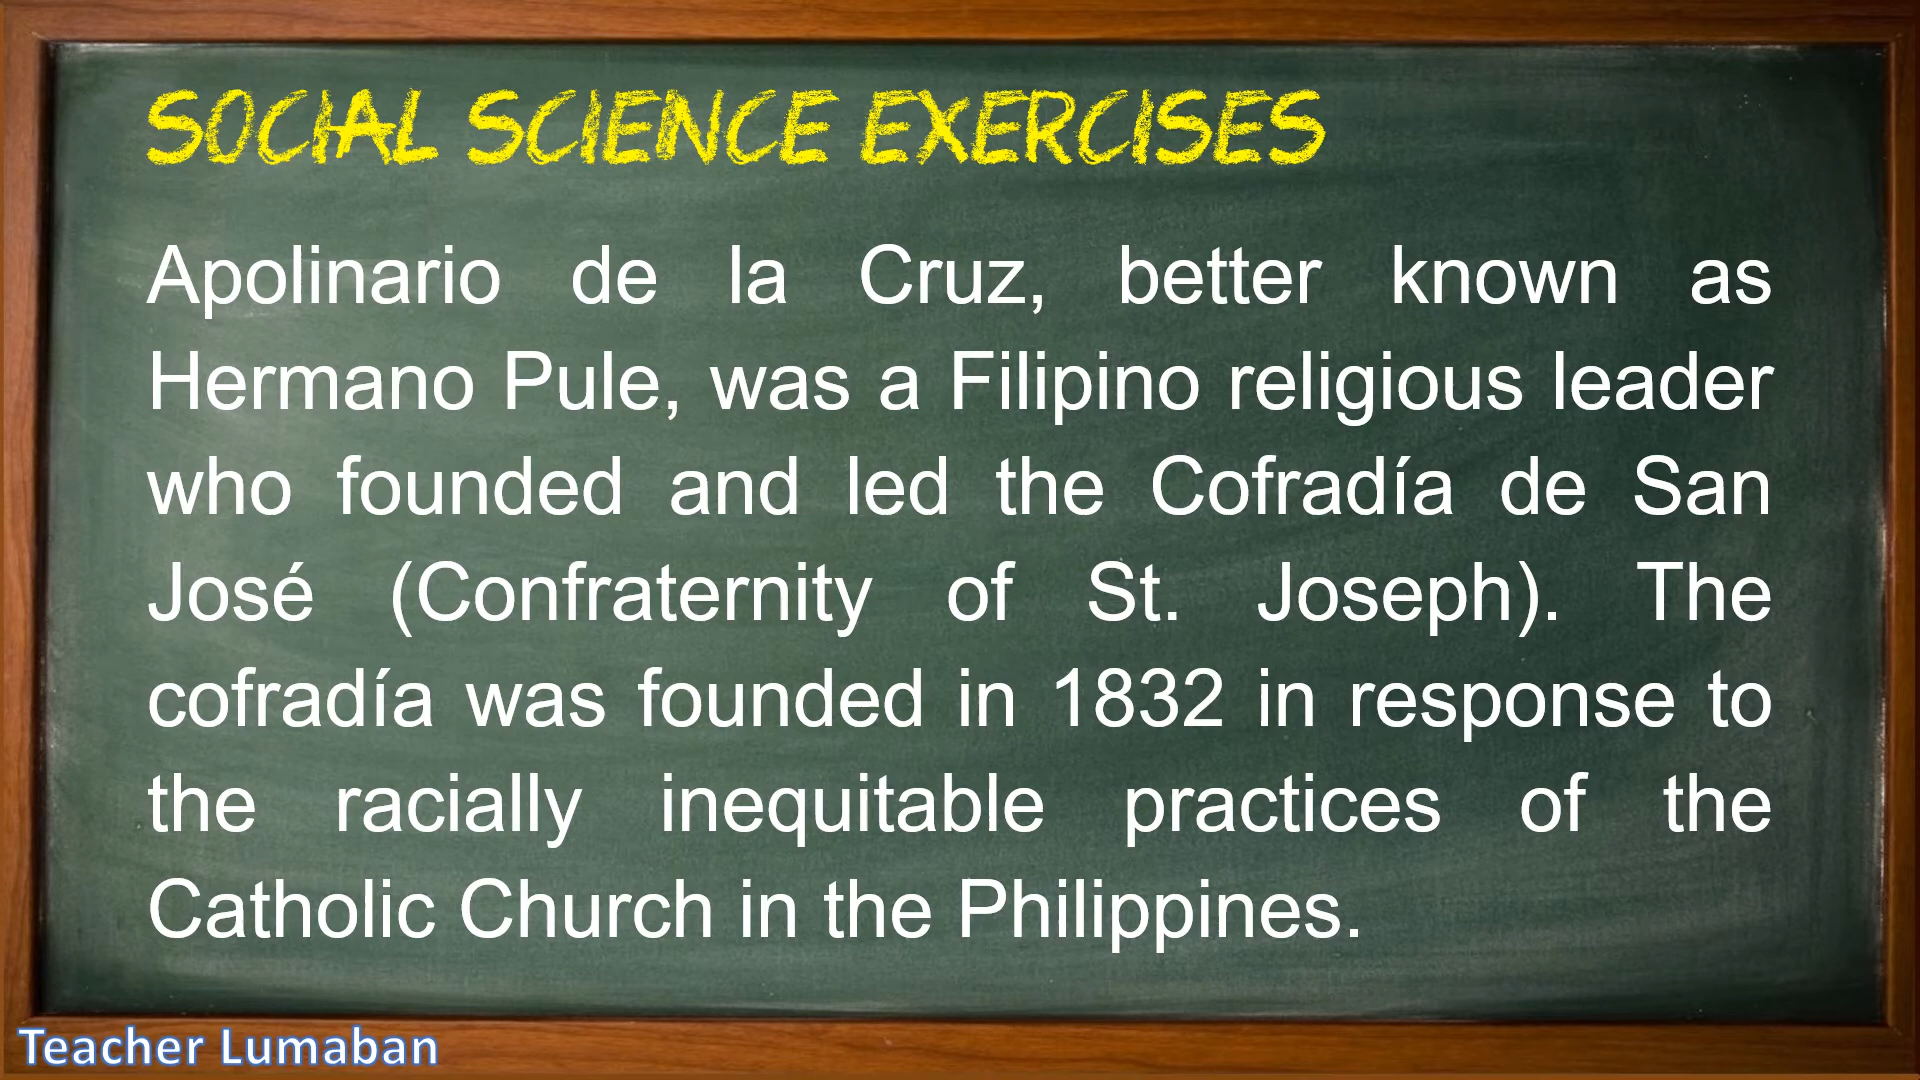 SOCIAL SCIENCE EXERCISES
Apolinario de la Cruz, better known as
Hermano Pule, was a Filipino religious leader
who founded and led the Cofradía de San
José (Confraternity of St. Joseph). The
cofradía was founded in 1832 in response to
the racially inequitable practices of the
Catholic Church in the Philippines.
Teacher Lumaban